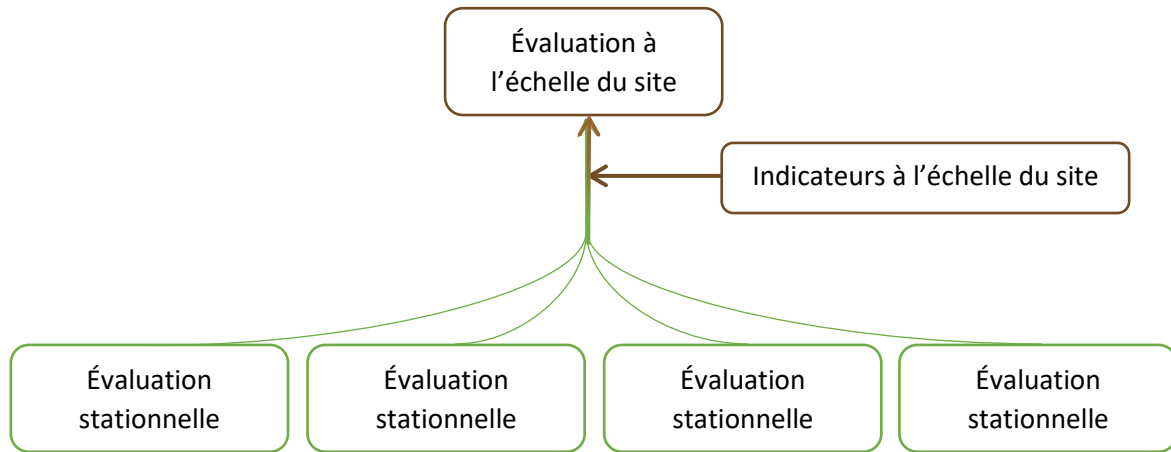 Évaluation à
l’échelle du site
Indicateurs à l’échelle du site
Évaluation
stationnelle
Évaluation
stationnelle
Évaluation
stationnelle
Évaluation
stationnelle